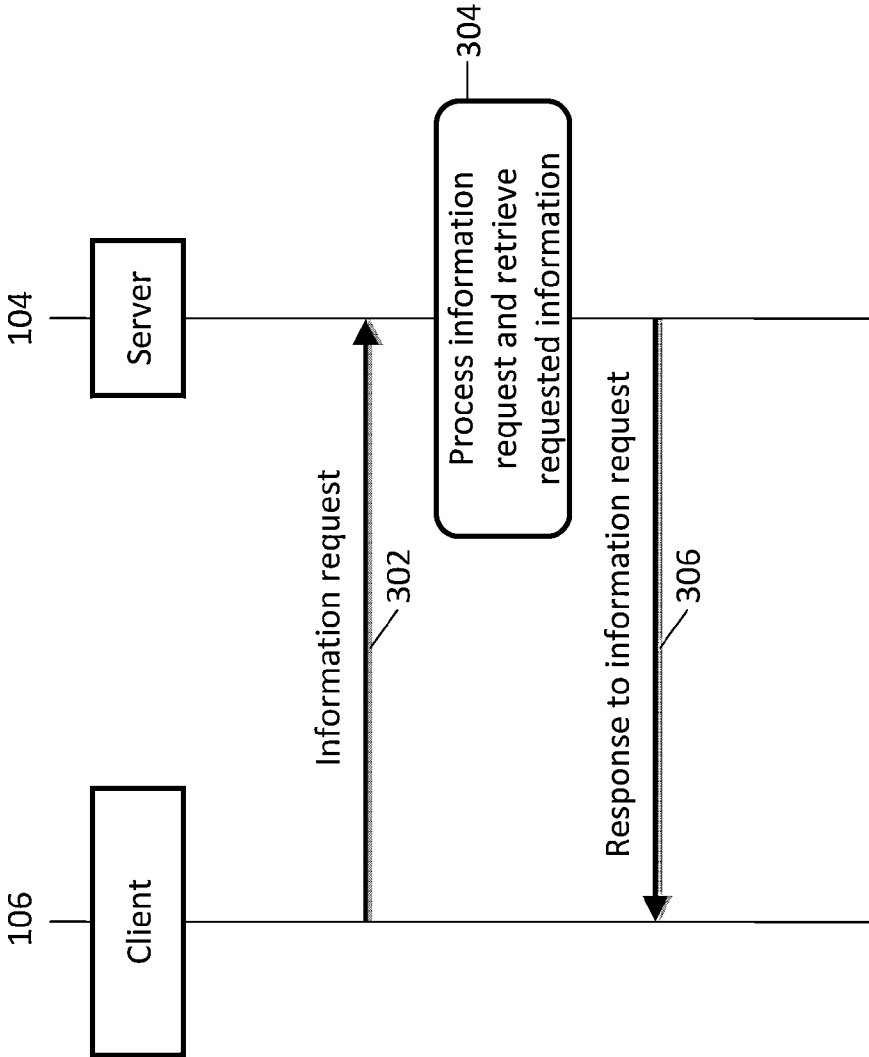 106
104
Client
Server
Information request
302
304
Process information
request and retrieve
requested information
Response to information request
306